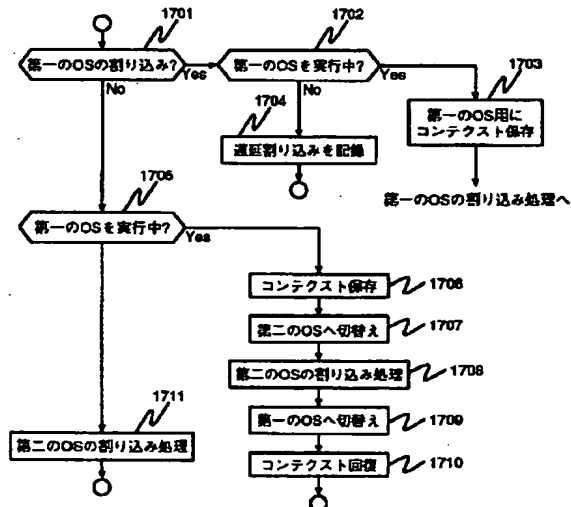 1701
第一のOSの割り込み?
Yes
No
1702
第一のOSを実行中?
Yes
No
1703
第一のOS用に
コンテクスト保存
第一のOSの割り込み処理へ
1704
遅延割り込みを記録
1705
第一のOSを実行中?
Yes
コンテクスト保存
1706
第二のOSへ切替え
1707
第二のOSの割り込み処理
1708
第一のOSへ切替え
1709
コンテクスト回復
1710
1711
第二のOSの割り込み処理